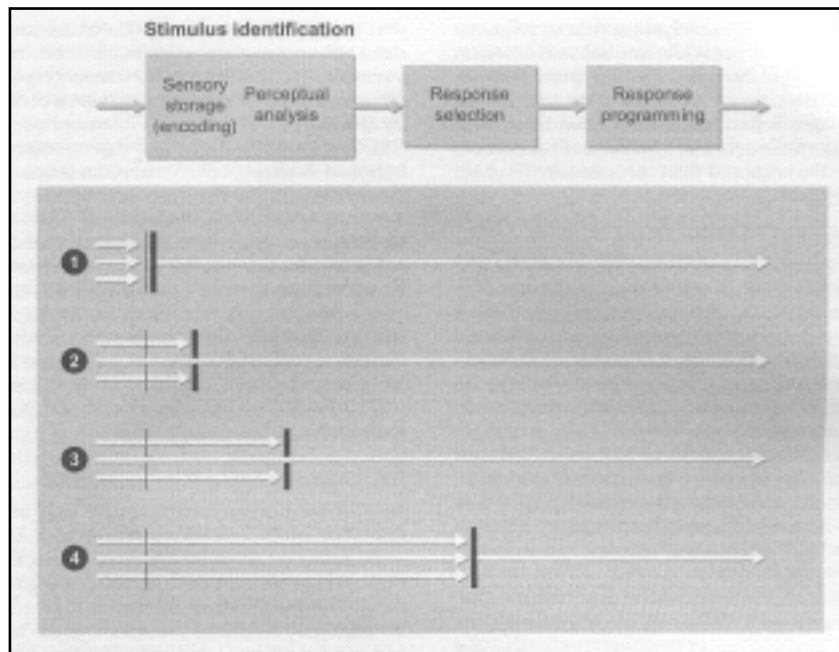 Stimulus identification
Sensory
storage
(encoding)
Perceptual
analysis
Response
selection
Response
programming
1
2
3
4